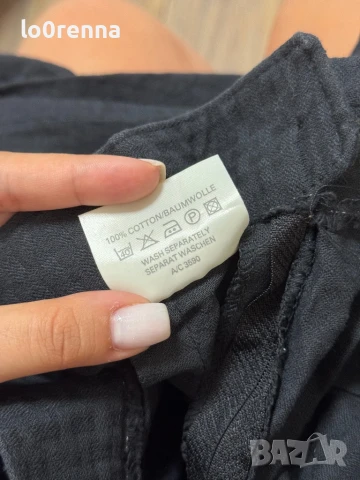 lo0renna
100% COTTON/BAUMWOLLE
WASH SEPARATELY
SEPARAT WASCHEN
A/C 3690
BAZAR